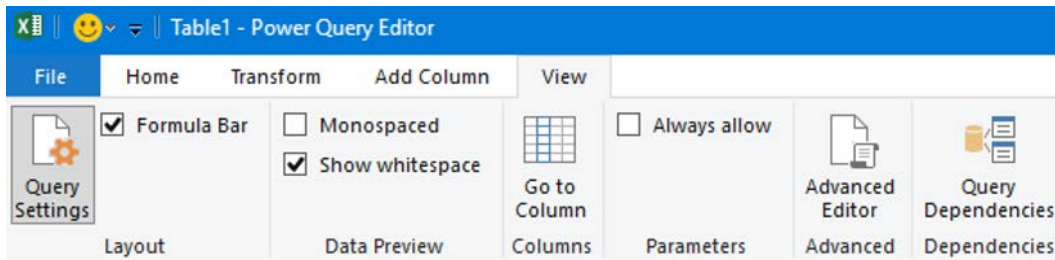 Table1 - Power Query Editor
File Home Transform Add Column View
Formula Bar
Monospaced
Always allow
Show whitespace
Query
Settings
Go to
Column
Advanced
Editor
Query
Dependencies
Layout Data Preview Columns Parameters Advanced Dependencies